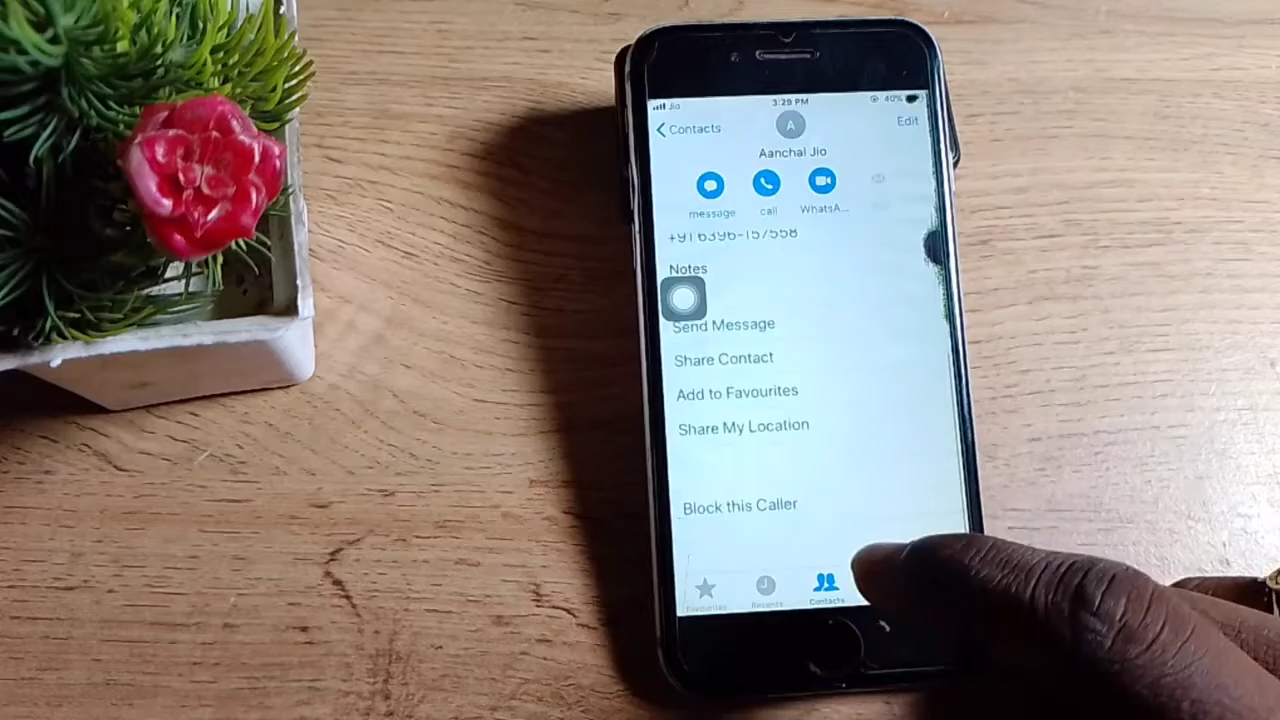 Jio 3:29 PM 40%
Contacts A Edit
Aanchal Jio
message call WhatsA...
+91 6396-157558
Notes
Send Message
Share Contact
Add to Favourites
Share My Location
Block this Caller
Favourites Recents Contacts